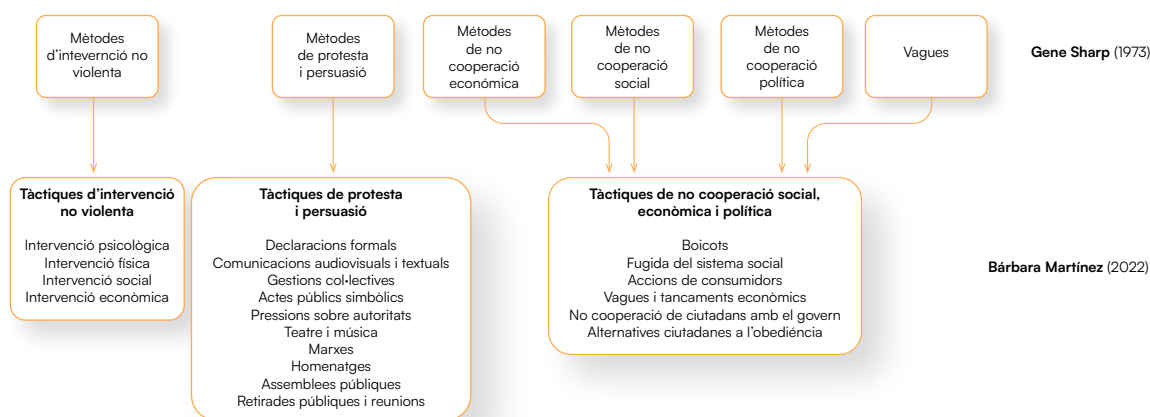 Mètodes
d'intevernció no
violenta
Mètodes
de protesta
i persuasió
Métodes
de no
cooperació
económica
Mètodes
de no
cooperació
social
Mètodes
de no
cooperació
política
Vagues
Gene Sharp (1973)
Tàctiques d'intervenció
no violenta
Intervenció psicològica
Intervenció física
Intervenció social
Intervenció econòmica
Tàctiques de protesta
i persuasió
Declaracions formals
Comunicacions audiovisuals i textuals
Gestions col·lectives
Actes públics simbòlics
Pressions sobre autoritats
Teatre i música
Marxes
Homenatges
Assemblees públiques
Retirades públiques i reunions
Tàctiques de no cooperació social,
econòmica i política
Boicots
Fugida del sistema social
Accions de consumidors
Vagues i tancaments econòmics
No cooperació de ciutadans amb el govern
Alternatives ciutadanes a l'obediéncia
Bárbara Martínez (2022)